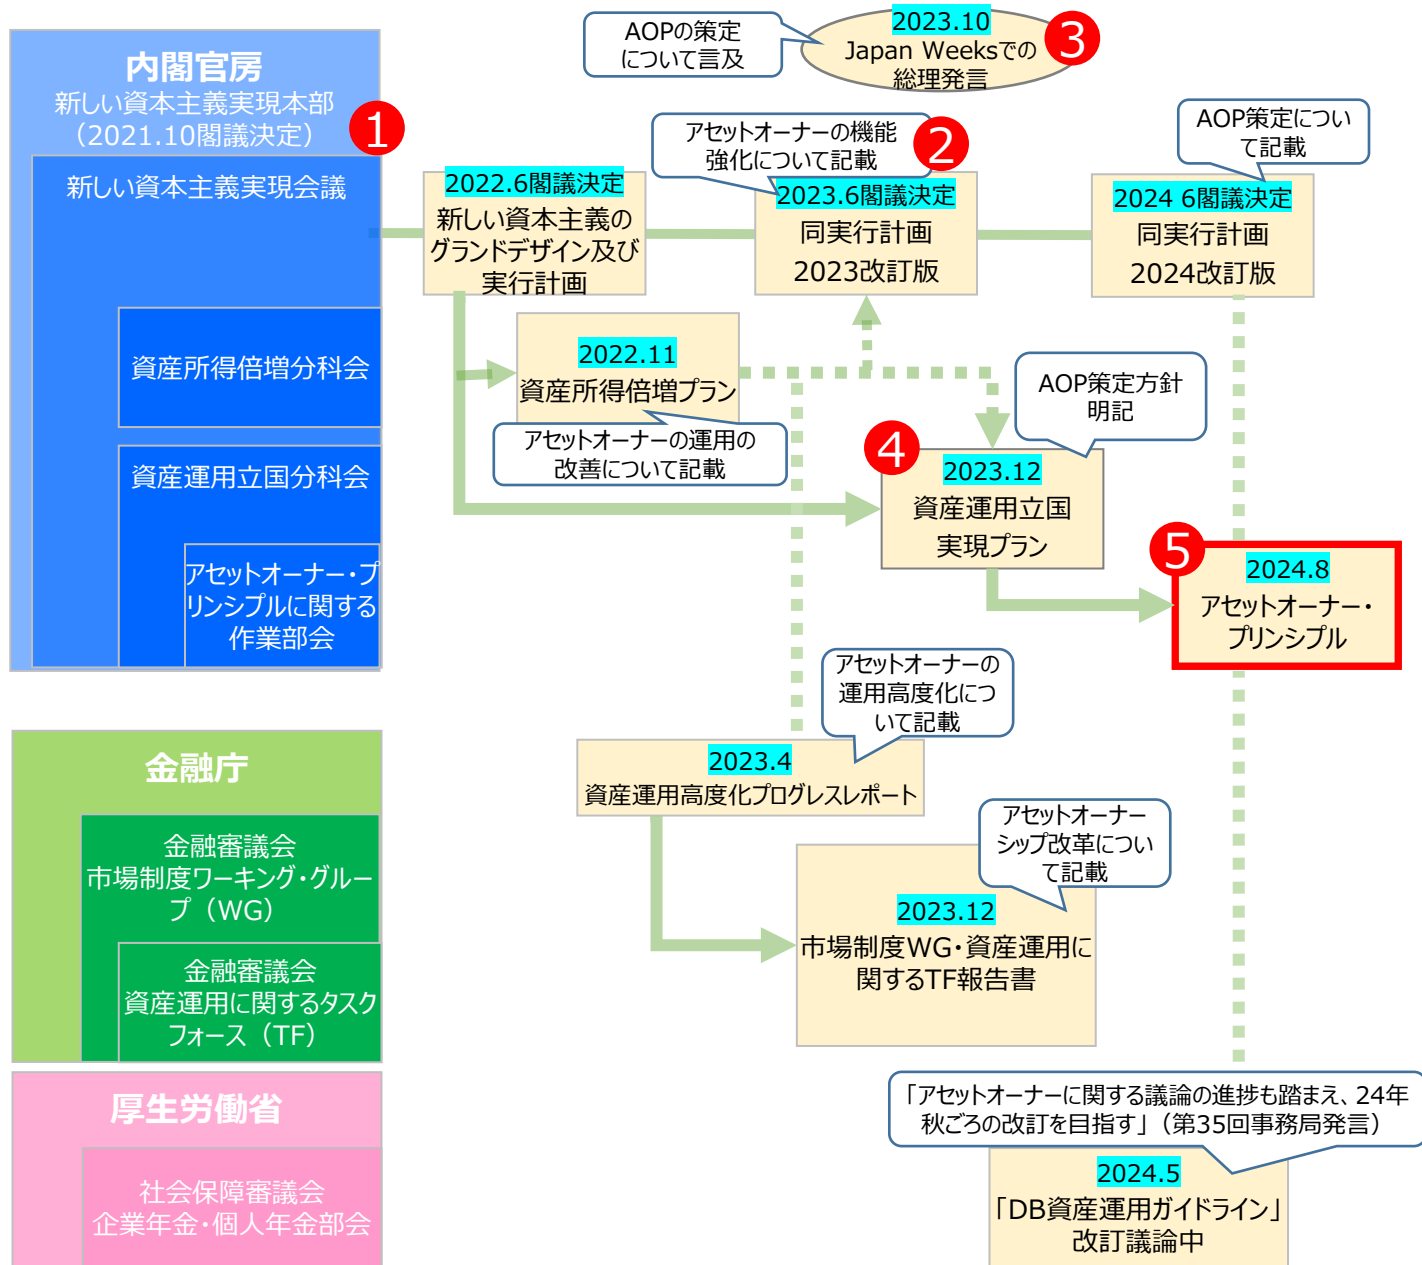 内閣官房
新しい資本主義実現本部
（2021.10閣議決定）
1
新しい資本主義実現会議
資産所得倍増分科会
資産運用立国分科会
アセットオーナー・プ
リンシプルに関する
作業部会
AOPの策定
について言及
2023.10
Japan Weeksでの
総理発言
3
アセットオーナーの機能
強化について記載
2
AOP策定につい
て記載
2022.6閣議決定
新しい資本主義の
グランドデザイン及び
実行計画
2023.6閣議決定
同実行計画
2023改訂版
2024 6閣議決定
同実行計画
2024改訂版
2022.11
資産所得倍増プラン
アセットオーナーの運用の
改善について記載
AOP策定方針
明記
4
2023.12
資産運用立国
実現プラン
5
2024.8
アセットオーナー・
プリンシプル
アセットオーナーの
運用高度化につ
いて記載
金融庁
金融審議会
市場制度ワーキング・グルー
プ（WG）
金融審議会
資産運用に関するタスク
フォース（TF）
2023.4
資産運用高度化プログレスレポート
アセットオーナー
シップ改革につい
て記載
2023.12
市場制度WG・資産運用に
関するTF報告書
厚生労働省
社会保障審議会
企業年金・個人年金部会
「アセットオーナーに関する議論の進捗も踏まえ、24年
秋ごろの改訂を目指す」（第35回事務局発言）
2024.5
「DB資産運用ガイドライン」
改訂議論中